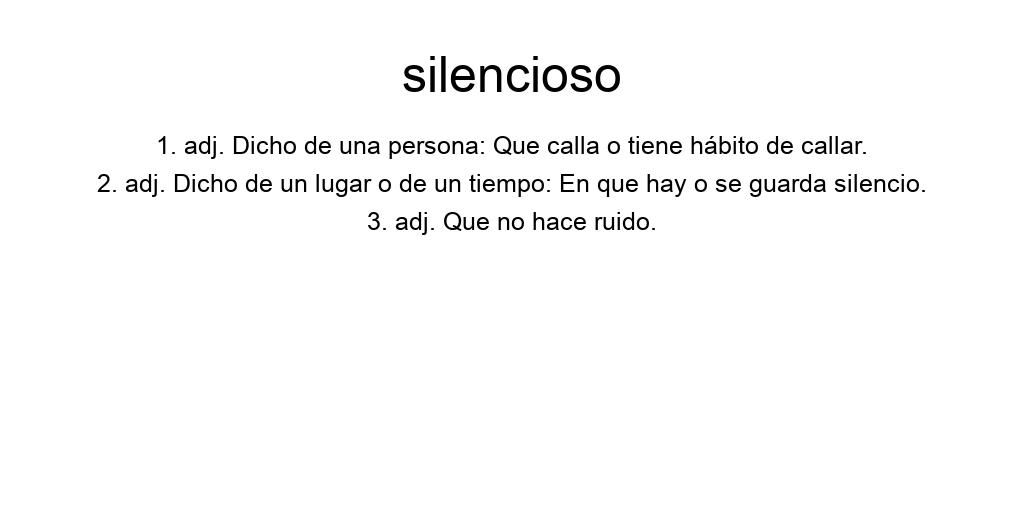 silencioso
1. adj. Dicho de una persona: Que calla o tiene hábito de callar.
2. adj. Dicho de un lugar o de un tiempo: En que hay o se guarda silencio.
3. adj. Que no hace ruido.